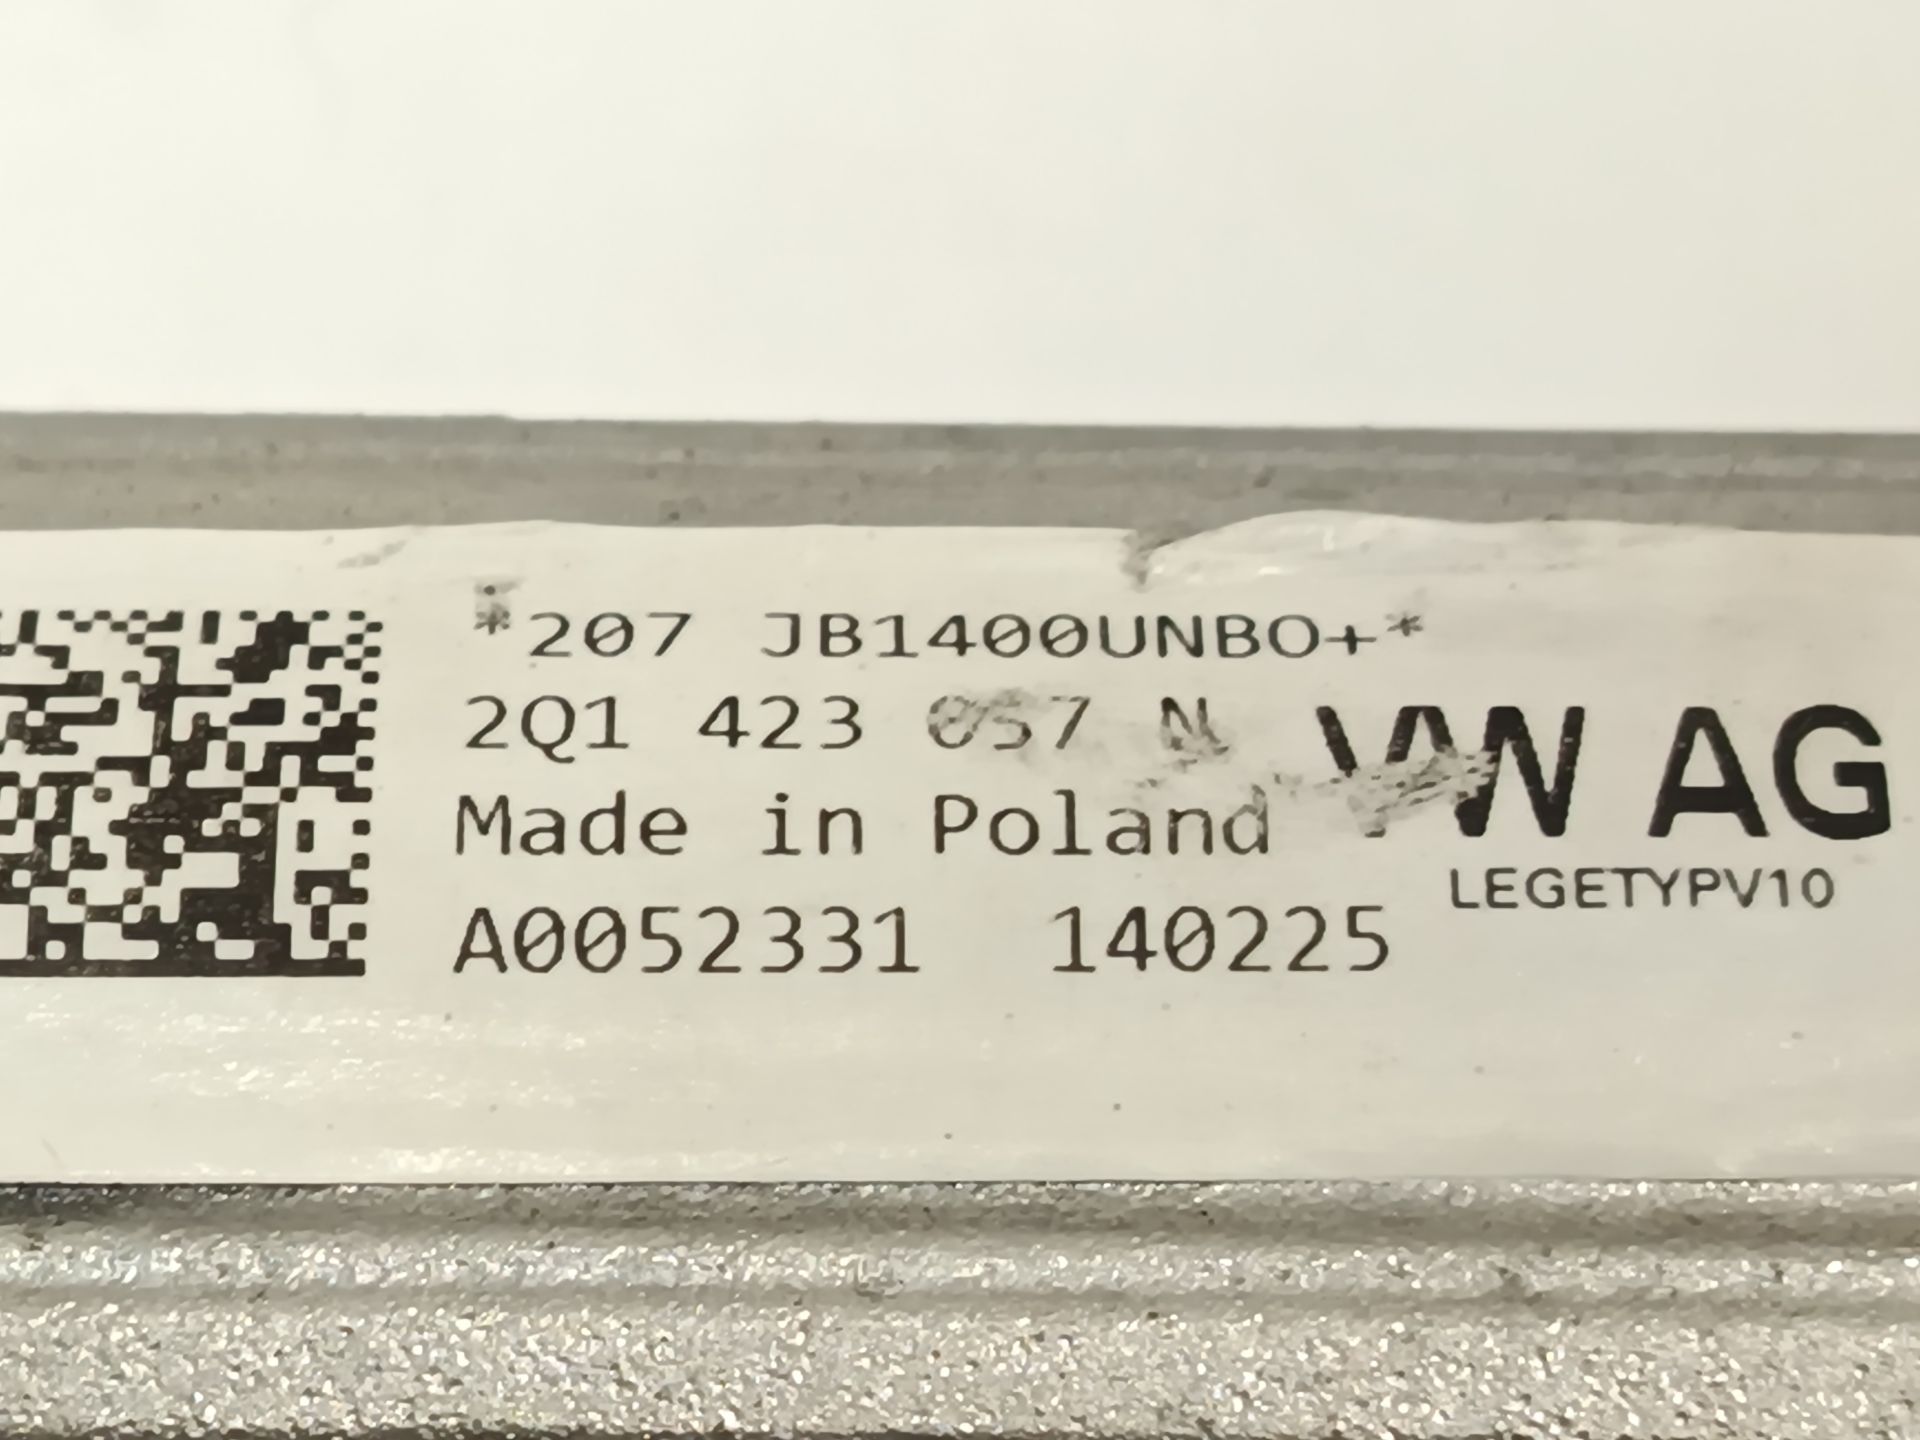 *207 JB1400UNBO+*
2Q1 423 057 N
VW AG
Made in Poland
LEGETYPV10
A0052331 140225